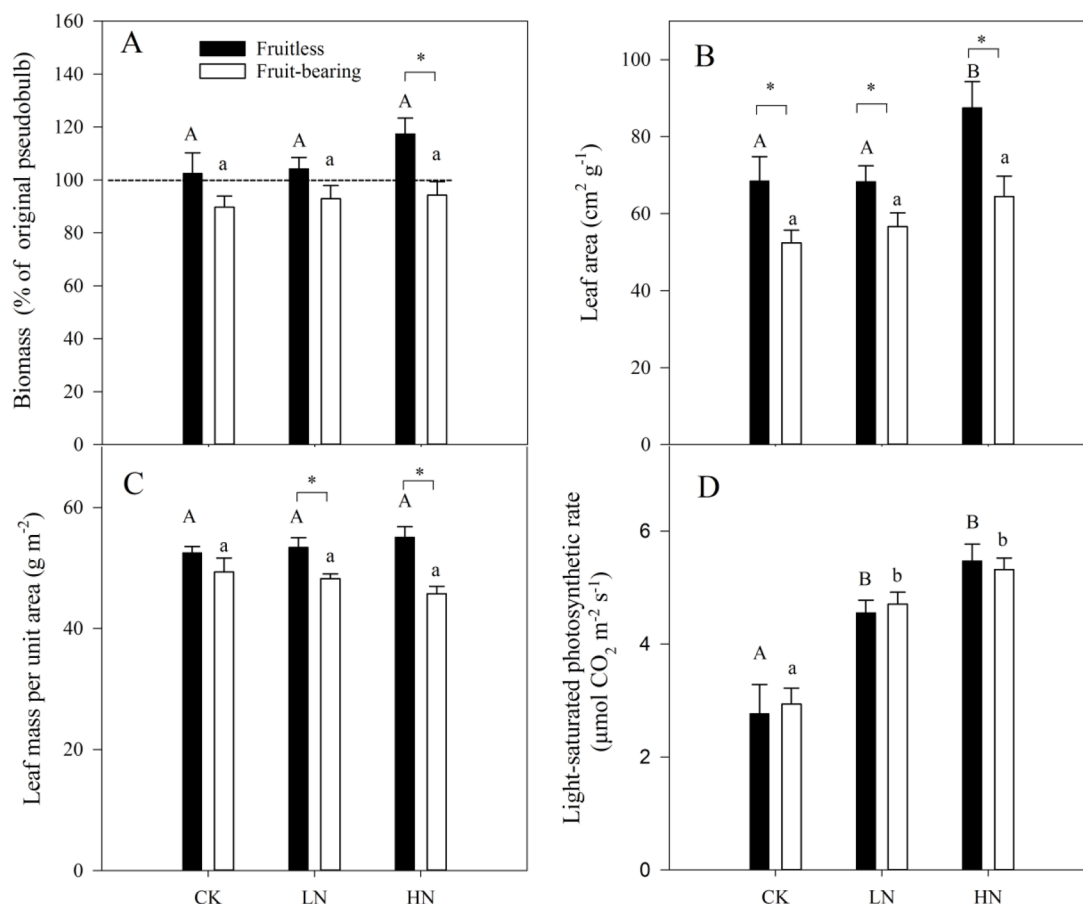 A
Fruitless
Fruit-bearing
Biomass (% of original pseudobulb)
160
140
120
100
80
60
40
20
0
A
a
A
a
*
A
a
B
Leaf area (cm² g⁻¹)
100
80
60
40
20
0
*
A
a
*
A
a
*
B
a
C
Leaf mass per unit area (g m⁻²)
60
40
20
0
A
a
*
A
a
*
A
a
CK
LN
HN
D
Light-saturated photosynthetic rate
(μmol CO₂ m⁻² s⁻¹)
6
4
2
0
A
a
B
b
B
b
CK
LN
HN